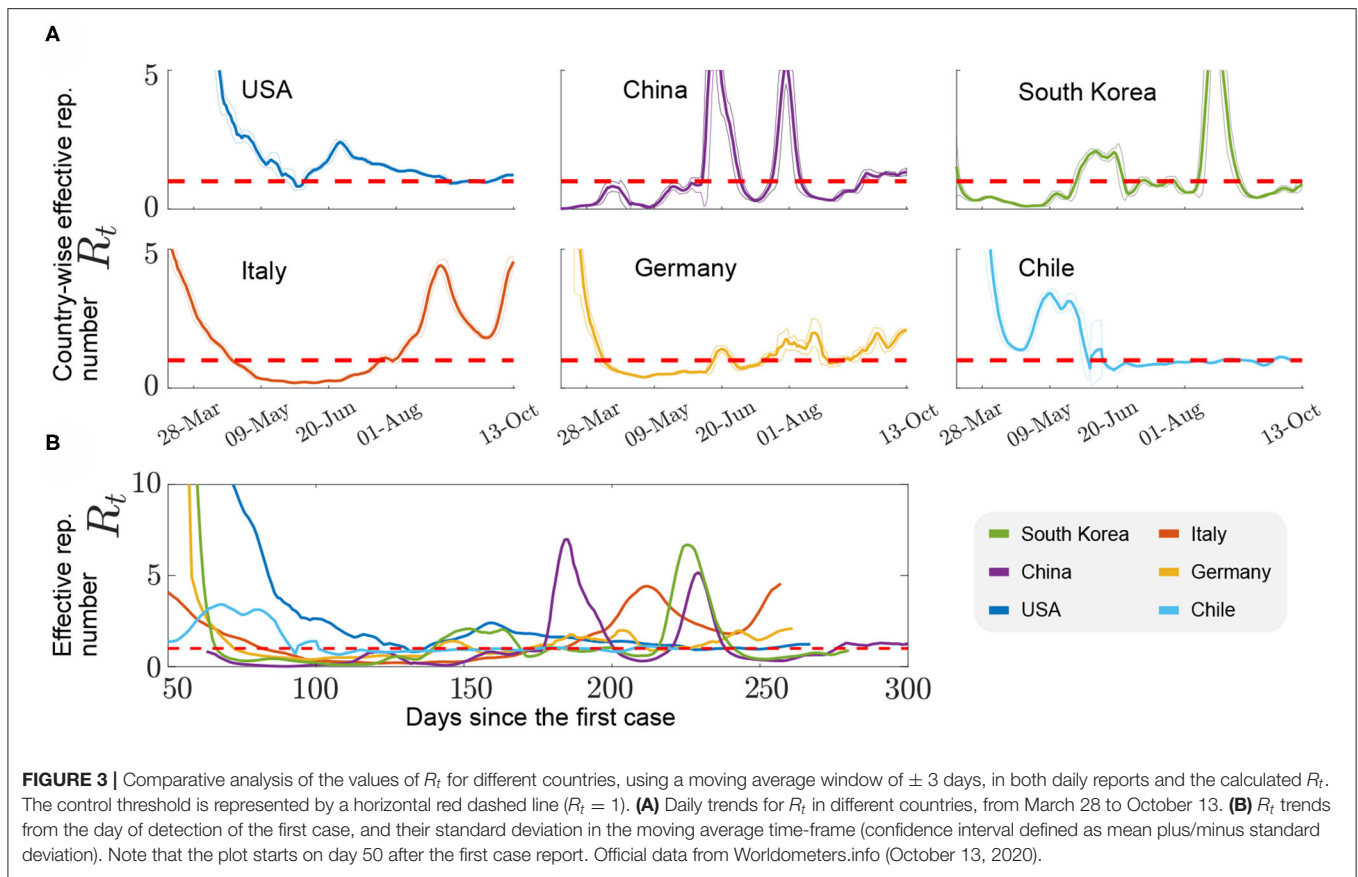 A
5
USA
China
South Korea
0
5
Italy
Germany
Chile
0
Country-wise effective rep.
number
R_t
28-Mar
09-May
20-Jun
01-Aug
13-Oct
28-Mar
09-May
20-Jun
01-Aug
13-Oct
28-Mar
09-May
20-Jun
01-Aug
13-Oct
B
10
5
0
Effective rep.
number
R_t
50
100
150
200
250
300
Days since the first case
South Korea
Italy
China
Germany
USA
Chile
FIGURE 3 | Comparative analysis of the values of R_t for different countries, using a moving average window of ± 3 days, in both daily reports and the calculated R_t.
The control threshold is represented by a horizontal red dashed line (R_t = 1). (A) Daily trends for R_t in different countries, from March 28 to October 13. (B) R_t trends
from the day of detection of the first case, and their standard deviation in the moving average time-frame (confidence interval defined as mean plus/minus standard
deviation). Note that the plot starts on day 50 after the first case report. Official data from Worldometers.info (October 13, 2020).